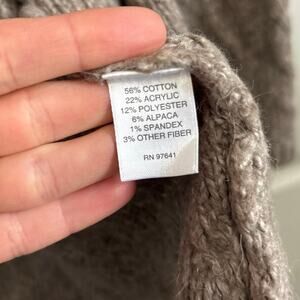 56% COTTON
22% ACRYLIC
12% POLYESTER
6% ALPACA
1% SPANDEX
3% OTHER FIBER
RN 97641